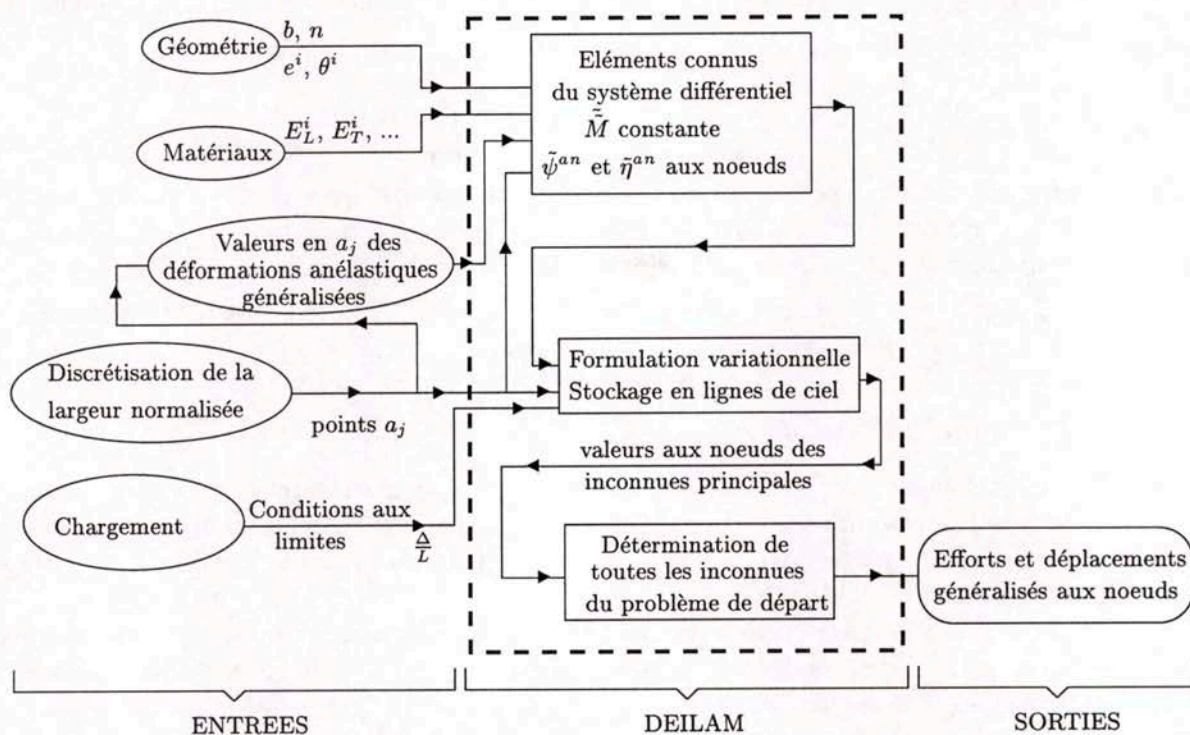 Géométrie
b, n
e^i, θ^i
Matériaux
E_L^i, E_T^i, ...
Eléments connus
du système différentiel
M̃̃ constante
ψ̃^{an} et η̃^{an} aux noeuds
Valeurs en a_j des
déformations anélastiques
généralisées
Discrétisation de la
largeur normalisée
points a_j
Formulation variationnelle
Stockage en lignes de ciel
valeurs aux noeuds des
inconnues principales
Chargement
Conditions aux
limites
Δ/L
Détermination de
toutes les inconnues
du problème de départ
Efforts et déplacements
généralisés aux noeuds
ENTREES
DEILAM
SORTIES